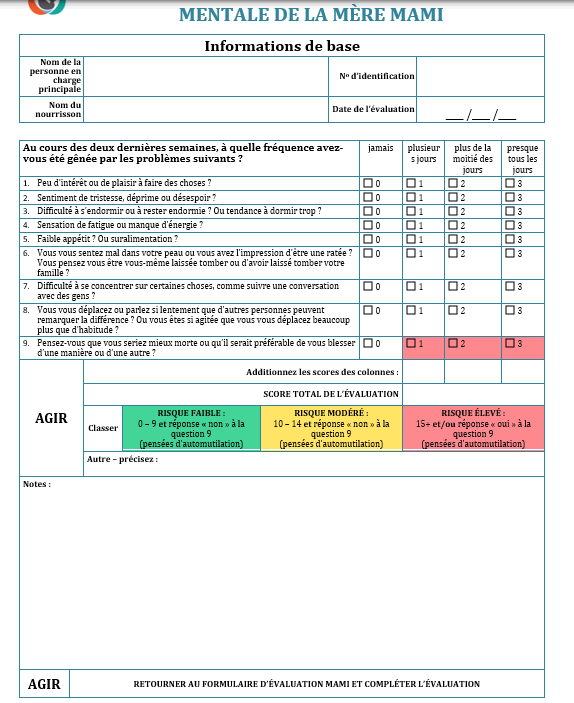 MENTALE DE LA MÈRE MAMI
Informations de base
Nom de la
personne en
charge
principale
Nº d'identification
Nom du
nourrisson
Date de l'évaluation
___ /___ /___
Au cours des deux dernières semaines, à quelle fréquence avez-
vous été gênée par les problèmes suivants ?
jamais
plusieur
s jours
plus de la
moitié des
jours
presque
tous les
jours
1. Peu d'intérêt ou de plaisir à faire des choses ? ☐ 0 ☐ 1 ☐ 2 ☐ 3
2. Sentiment de tristesse, déprime ou désespoir ? ☐ 0 ☐ 1 ☐ 2 ☐ 3
3. Difficulté à s'endormir ou à rester endormie ? Ou tendance à dormir trop ? ☐ 0 ☐ 1 ☐ 2 ☐ 3
4. Sensation de fatigue ou manque d'énergie ? ☐ 0 ☐ 1 ☐ 2 ☐ 3
5. Faible appétit ? Ou suralimentation ? ☐ 0 ☐ 1 ☐ 2 ☐ 3
6. Vous vous sentez mal dans votre peau ou vous avez l'impression d'être une ratée ? ☐ 0 ☐ 1 ☐ 2 ☐ 3
Vous pensez vous être vous-même laissée tomber ou d'avoir laissé tomber votre
famille ?
7. Difficulté à se concentrer sur certaines choses, comme suivre une conversation ☐ 0 ☐ 1 ☐ 2 ☐ 3
avec des gens ?
8. Vous vous déplacez ou parlez si lentement que d'autres personnes peuvent ☐ 0 ☐ 1 ☐ 2 ☐ 3
remarquer la différence ? Ou vous êtes si agitée que vous vous déplacez beaucoup
plus que d'habitude ?
9. Pensez-vous que vous seriez mieux morte ou qu'il serait préférable de vous blesser ☐ 0 ☐ 1 ☐ 2 ☐ 3
d'une manière ou d'une autre ?
Additionnez les scores des colonnes :
SCORE TOTAL DE L'ÉVALUATION
AGIR
Classer
RISQUE FAIBLE :
0 – 9 et réponse « non » à la
question 9
(pensées d'automutilation)
RISQUE MODÉRÉ :
10 – 14 et réponse « non » à la
question 9
(pensées d'automutilation)
RISQUE ÉLEVÉ :
15+ et/ou réponse « oui » à la
question 9
(pensées d'automutilation)
Autre – précisez :
Notes :
AGIR
RETOURNER AU FORMULAIRE D'ÉVALUATION MAMI ET COMPLÉTER L'ÉVALUATION